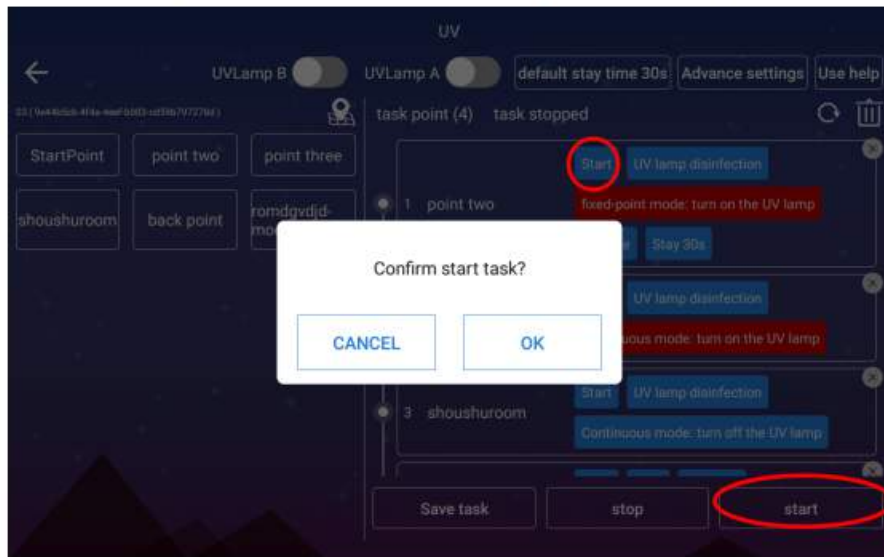 UV
UVLamp B
UVLamp A
default stay time 30s
Advance settings
Use help
task point (4) task stopped
StartPoint
point two
point three
shoushuroom
back point
Start
UV lamp disinfection
1 point two
fixed-point mode: turn on the UV lamp
Stay 30s
Confirm start task?
CANCEL
OK
UV lamp disinfection
mode: turn on the UV lamp
Start
UV lamp disinfection
3 shoushuroom
Continuous mode: turn off the UV lamp
Save task
stop
start